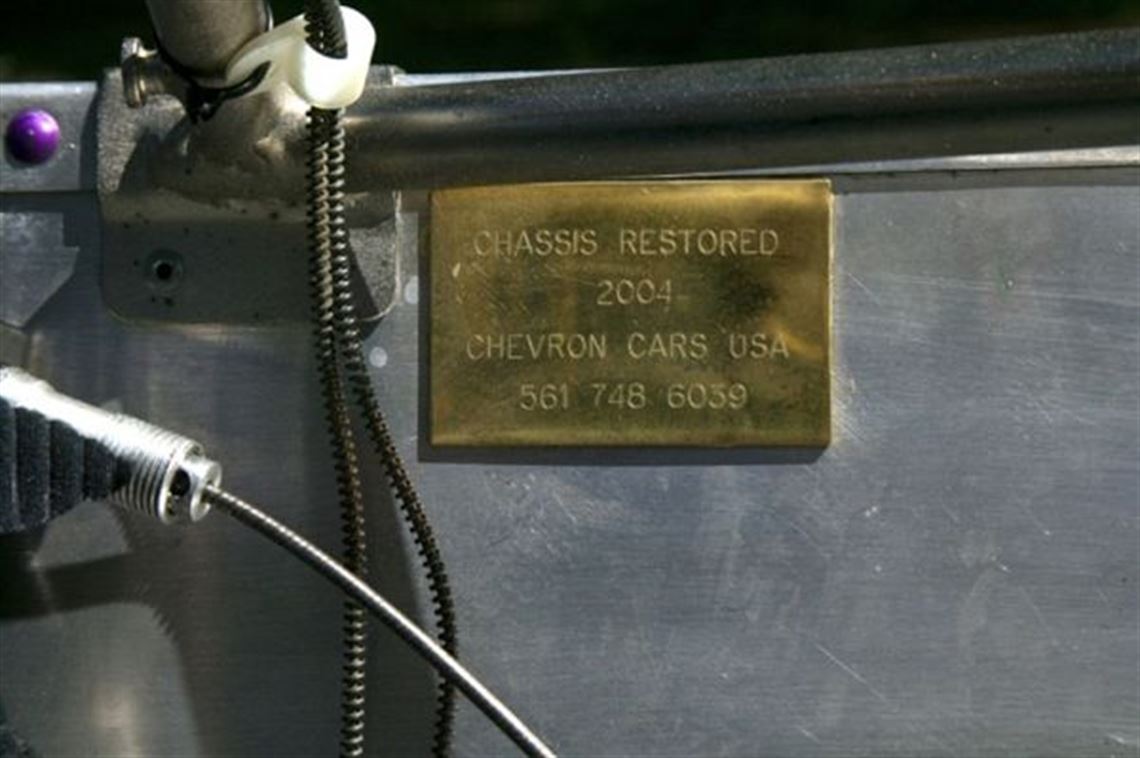 CHASSIS RESTORED
2004
CHEVRON CARS USA
561 748 6039